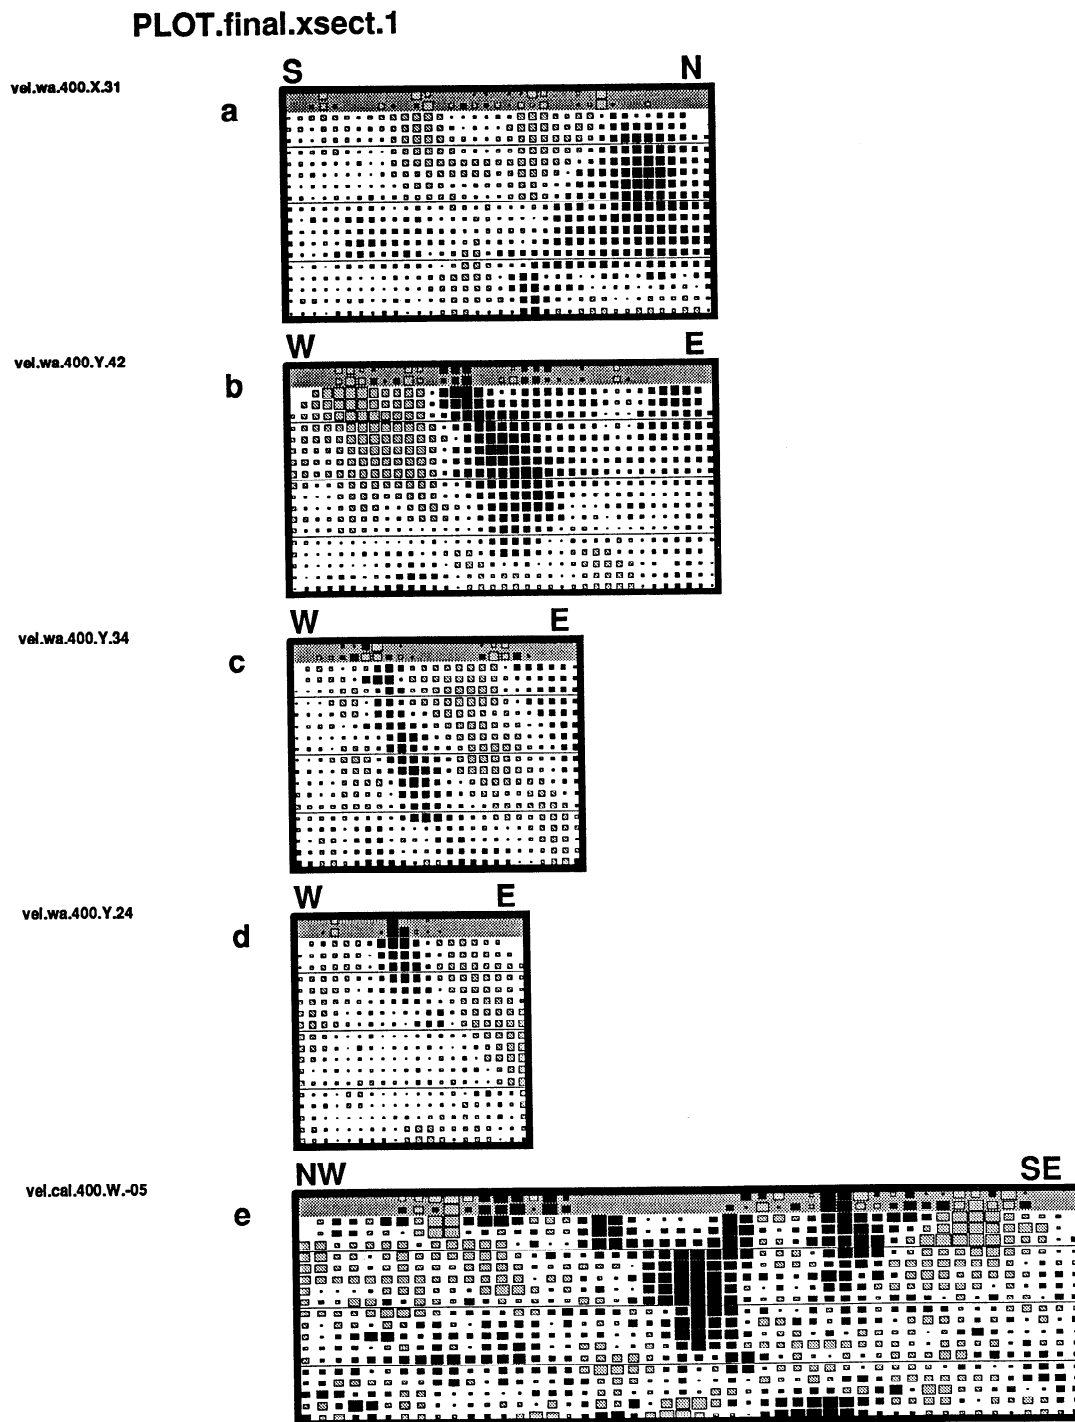 PLOT.final.xsect.1
vel.wa.400.X.31
S N
a
vel.wa.400.Y.42
W E
b
vel.wa.400.Y.34
W E
c
vel.wa.400.Y.24
W E
d
vel.cal.400.W.-05
NW SE
e